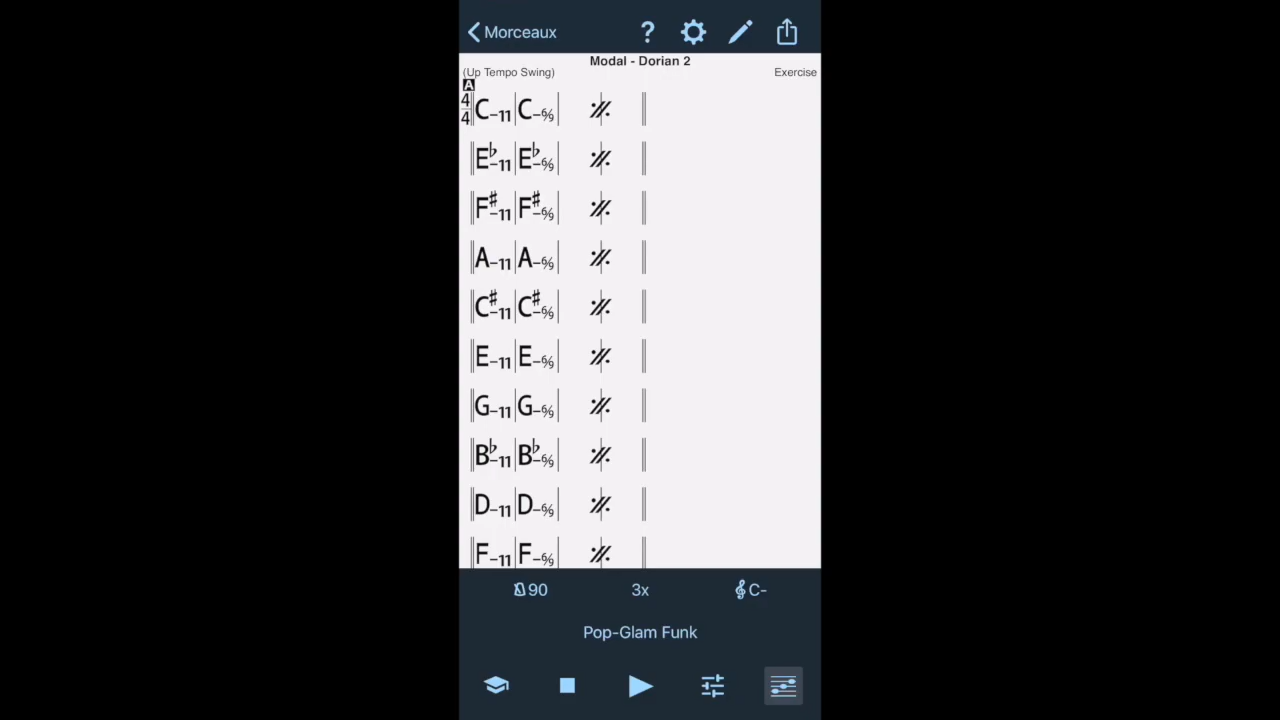 Morceaux ?
Modal - Dorian 2
(Up Tempo Swing) Exercise
A
4/4 C-11 C-6/9
E♭-11 E♭-6/9
F♯-11 F♯-6/9
A-11 A-6/9
C♯-11 C♯-6/9
E-11 E-6/9
G-11 G-6/9
B♭-11 B♭-6/9
D-11 D-6/9
F-11 F-6/9
90 3x C-
Pop-Glam Funk